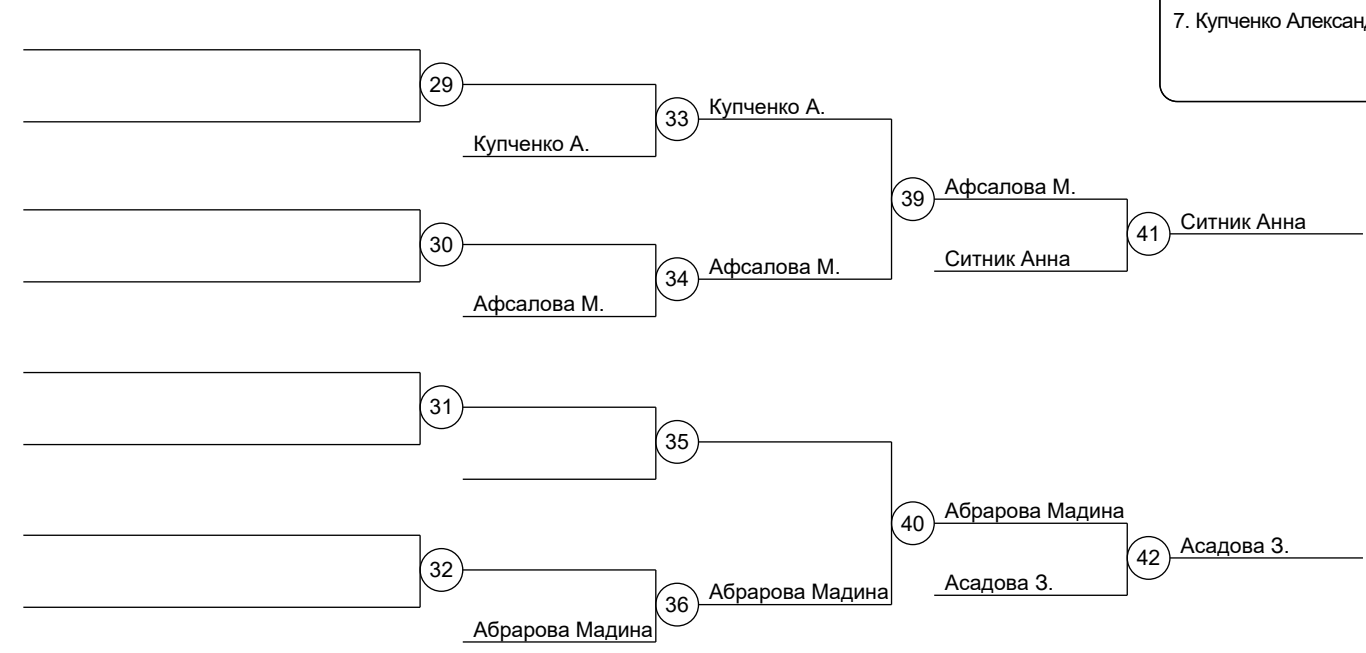 7. Купченко Алексан
29
33
Купченко А.
Купченко А.
39
Афсалова М.
30
34
Афсалова М.
Афсалова М.
41
Ситник Анна
Ситник Анна
31
35
40
Абрарова Мадина
32
36
Абрарова Мадина
Абрарова Мадина
42
Асадова З.
Асадова З.